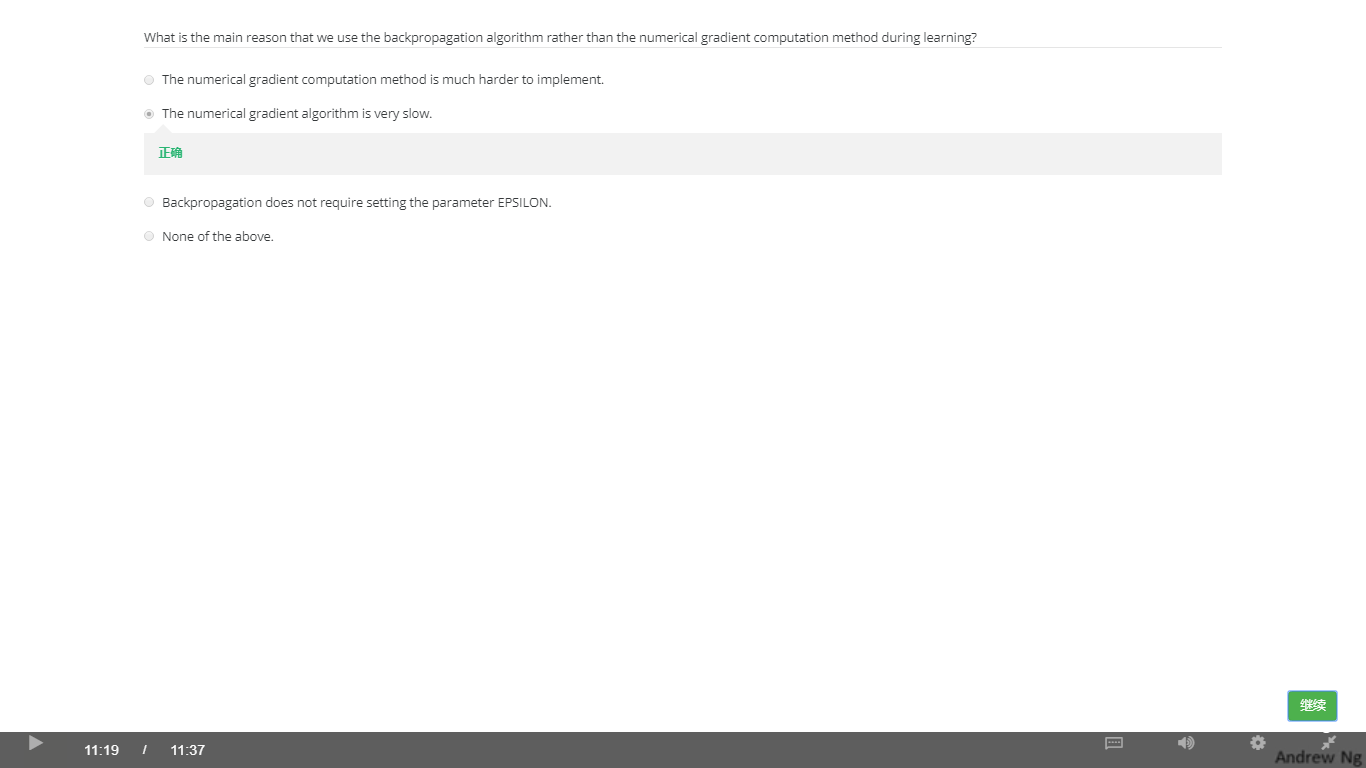 What is the main reason that we use the backpropagation algorithm rather than the numerical gradient computation method during learning?
The numerical gradient computation method is much harder to implement.
The numerical gradient algorithm is very slow.
正确
Backpropagation does not require setting the parameter EPSILON.
None of the above.
继续
11:19 / 11:37
Andrew Ng